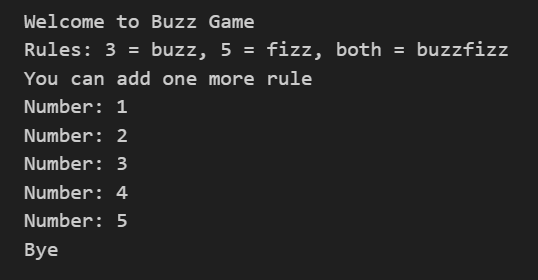 Welcome to Buzz Game
Rules: 3 = buzz, 5 = fizz, both = buzzfizz
You can add one more rule
Number: 1
Number: 2
Number: 3
Number: 4
Number: 5
Bye